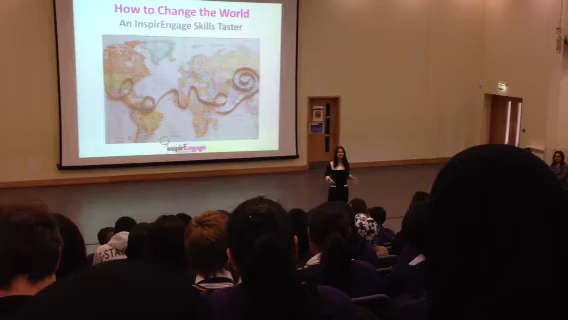 How to Change the World
An InspirEngage Skills Taster
inspirEngage